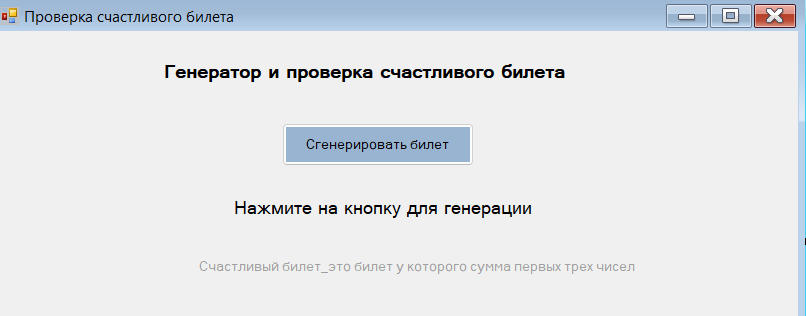 Проверка счастливого билета
Генератор и проверка счастливого билета
Сгенерировать билет
Нажмите на кнопку для генерации
Счастливый билет_это билет у которого сумма первых трех чисел